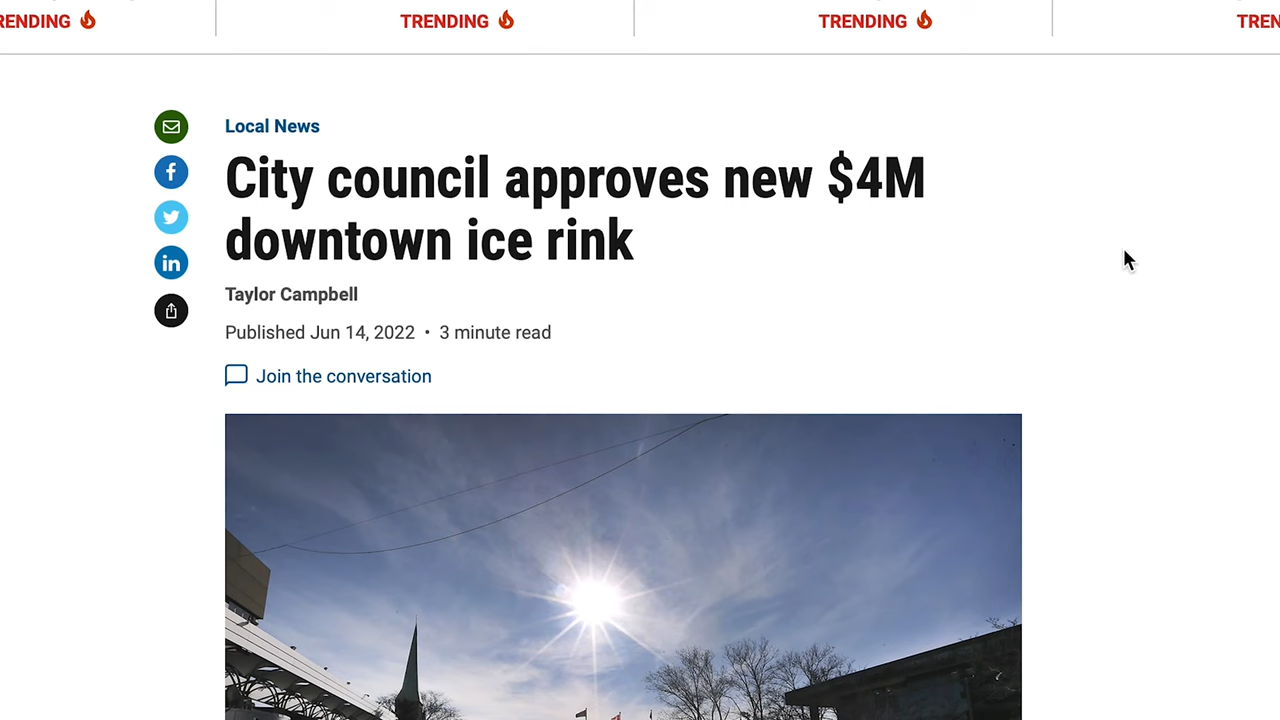 RENDING
TRENDING
TRENDING
TREN
Local News
City council approves new $4M
downtown ice rink
Taylor Campbell
Published Jun 14, 2022 • 3 minute read
Join the conversation